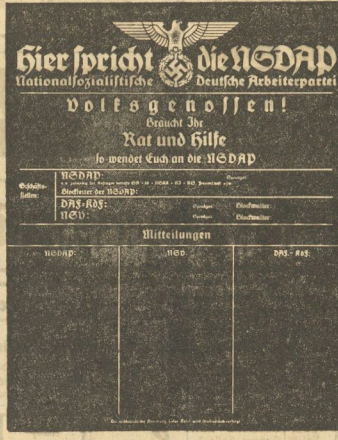 Hier spricht die NSDAP
Nationalsozialistische Deutsche Arbeiterpartei
Volksgenossen!
Braucht Ihr
Rat und Hilfe
so wendet Euch an die NSDAP
Geschäfts-
stellen:
NSDAP:
Blockleiter der NSDAP:
DAF-KdF: Blockwalter:
NSV: Blockwalter:
Mitteilungen
NSDAP: NSV: DAF.-KdF: